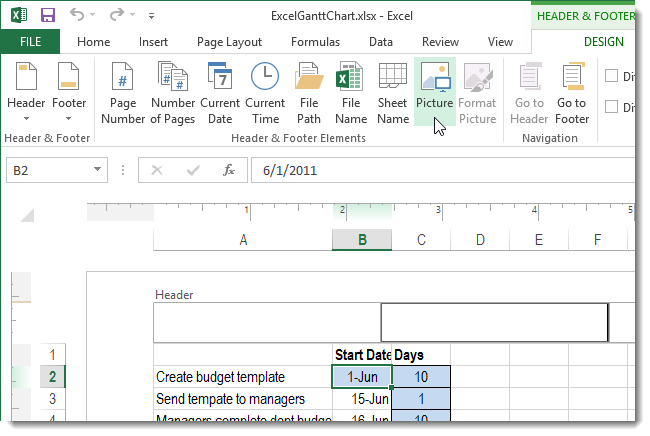 ExcelGanttChart.xlsx - Excel
HEADER & FOOTER
FILE Home Insert Page Layout Formulas Data Review View DESIGN
Header Footer Page Number Number of Pages Current Date Current Time File Path File Name Sheet Name Picture Format Picture Go to Header Go to Footer
Header & Footer Header & Footer Elements Navigation
B2 fx 6/1/2011
1 2 3 4 5
A B C D E F
Header
1 Start Date Days
2 Create budget template 1-Jun 10
3 Send tempate to managers 15-Jun 1
4 Managers complete dept budge 16-Jun 10